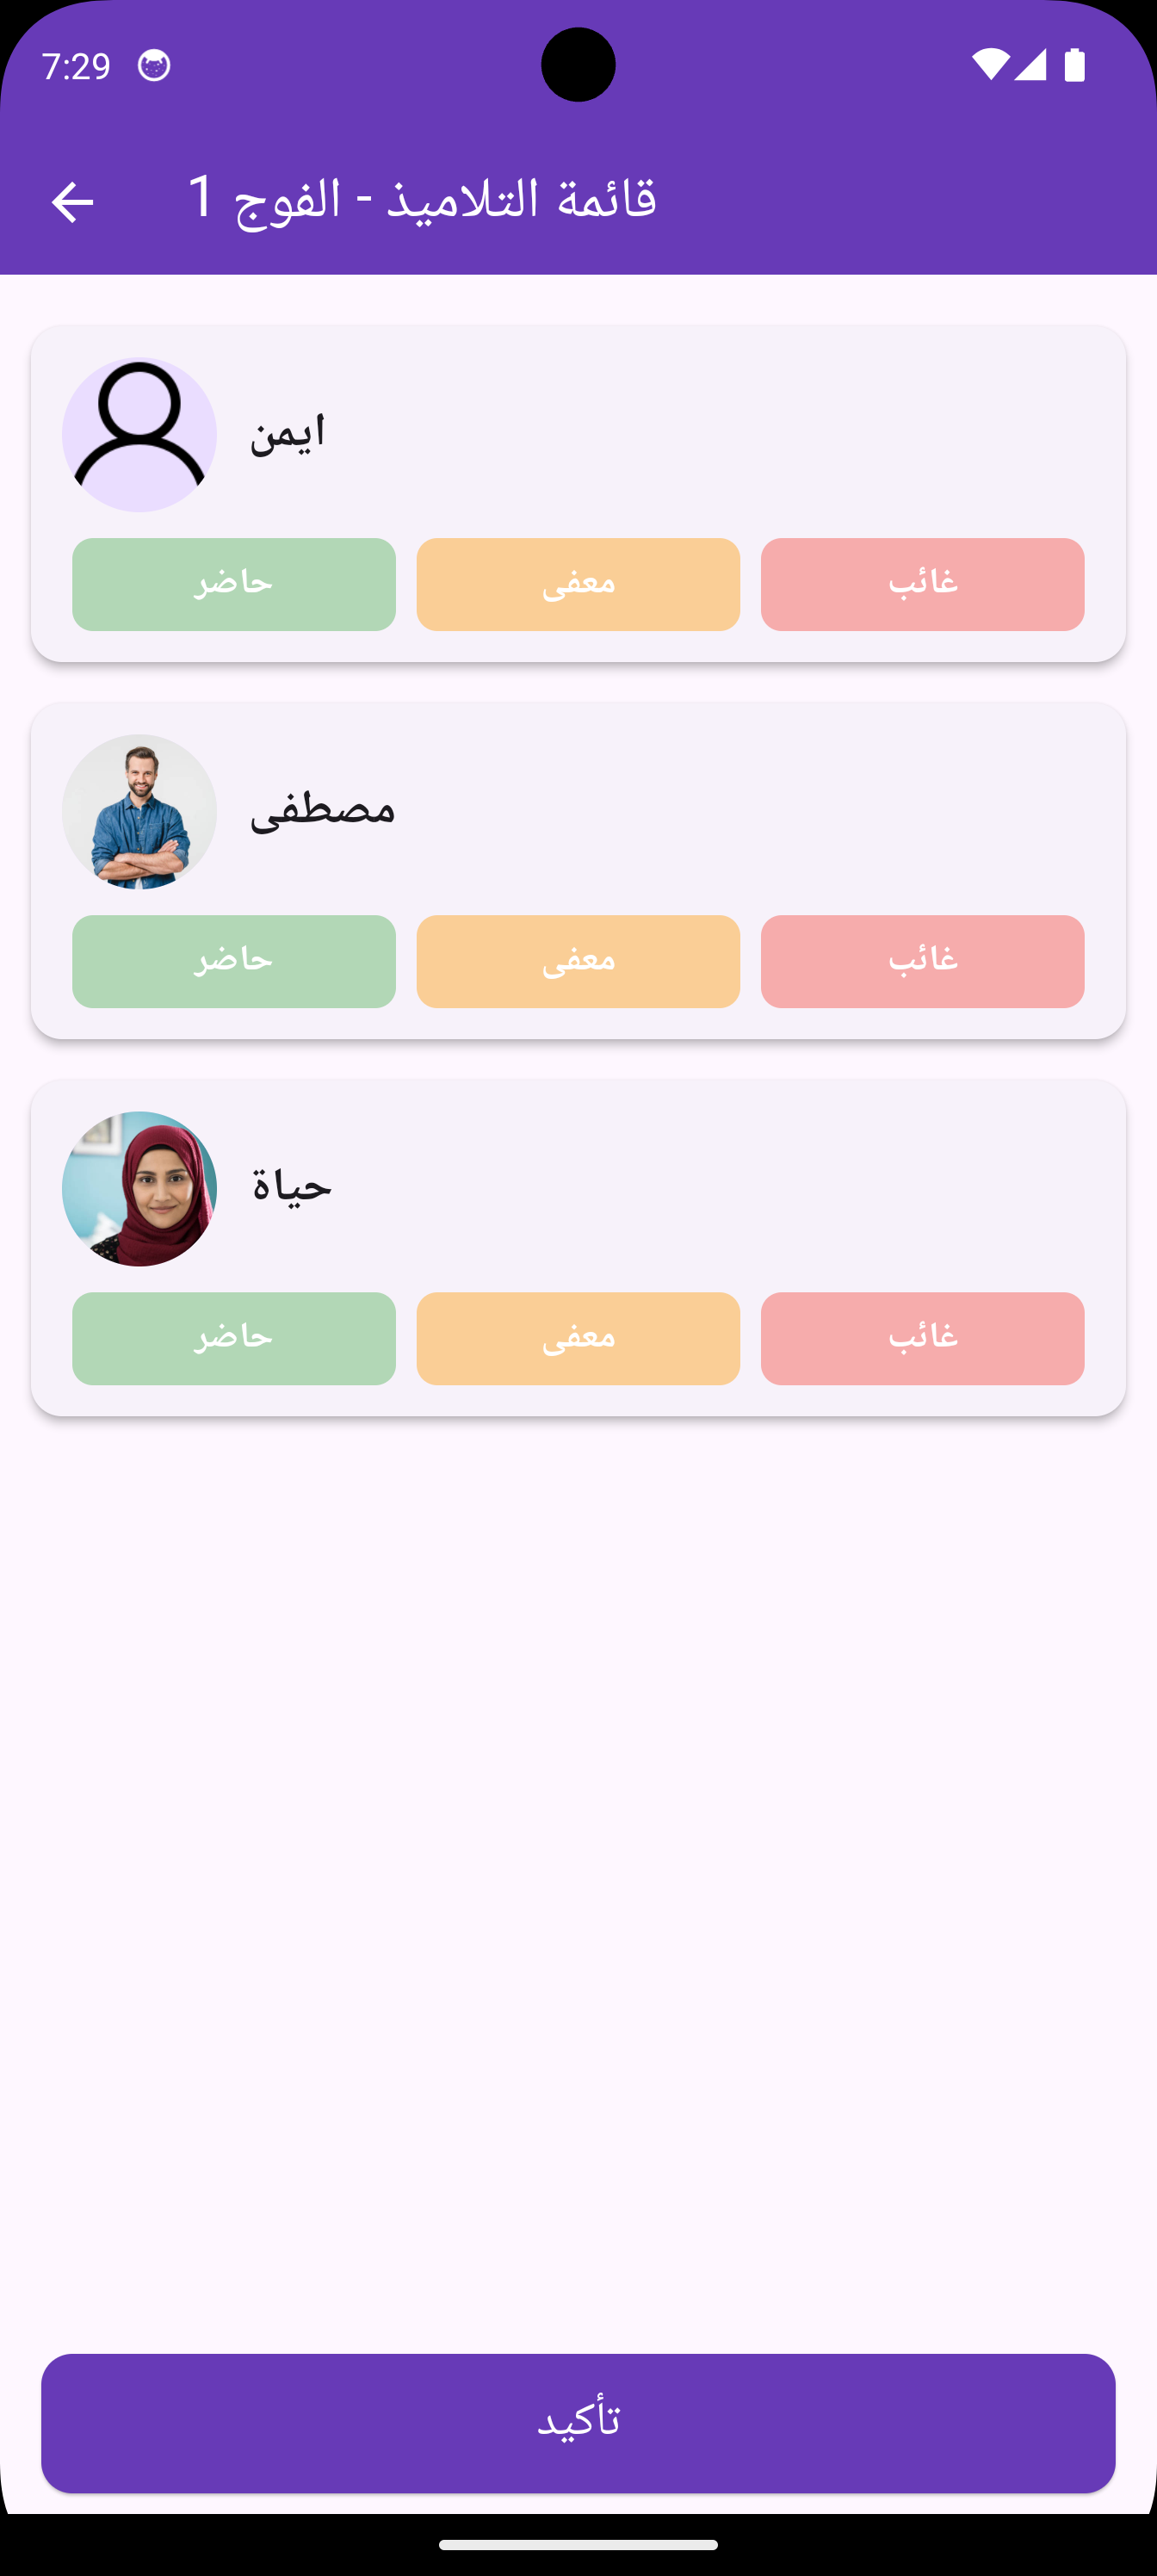 7:29
قائمة التلاميذ - الفوج 1
ايمن
حاضر معفى غائب
مصطفى
حاضر معفى غائب
حياة
حاضر معفى غائب
تأكيد